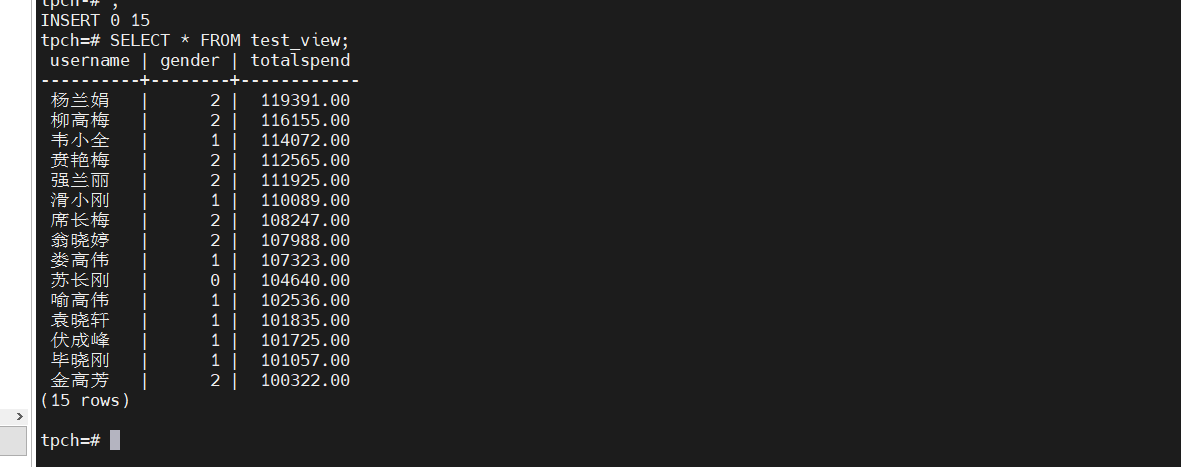 tpch-# ;
INSERT 0 15
tpch=# SELECT * FROM test_view;
 username | gender | totalspend
----------+--------+------------
 杨兰娟   |      2 |  119391.00
 柳高梅   |      2 |  116155.00
 韦小全   |      1 |  114072.00
 贲艳梅   |      2 |  112565.00
 强兰丽   |      2 |  111925.00
 滑小刚   |      1 |  110089.00
 席长梅   |      2 |  108247.00
 翁晓婷   |      2 |  107988.00
 娄高伟   |      1 |  107323.00
 苏长刚   |      0 |  104640.00
 喻高伟   |      1 |  102536.00
 袁晓轩   |      1 |  101835.00
 伏成峰   |      1 |  101725.00
 毕晓刚   |      1 |  101057.00
 金高芳   |      2 |  100322.00
(15 rows)
tpch=#